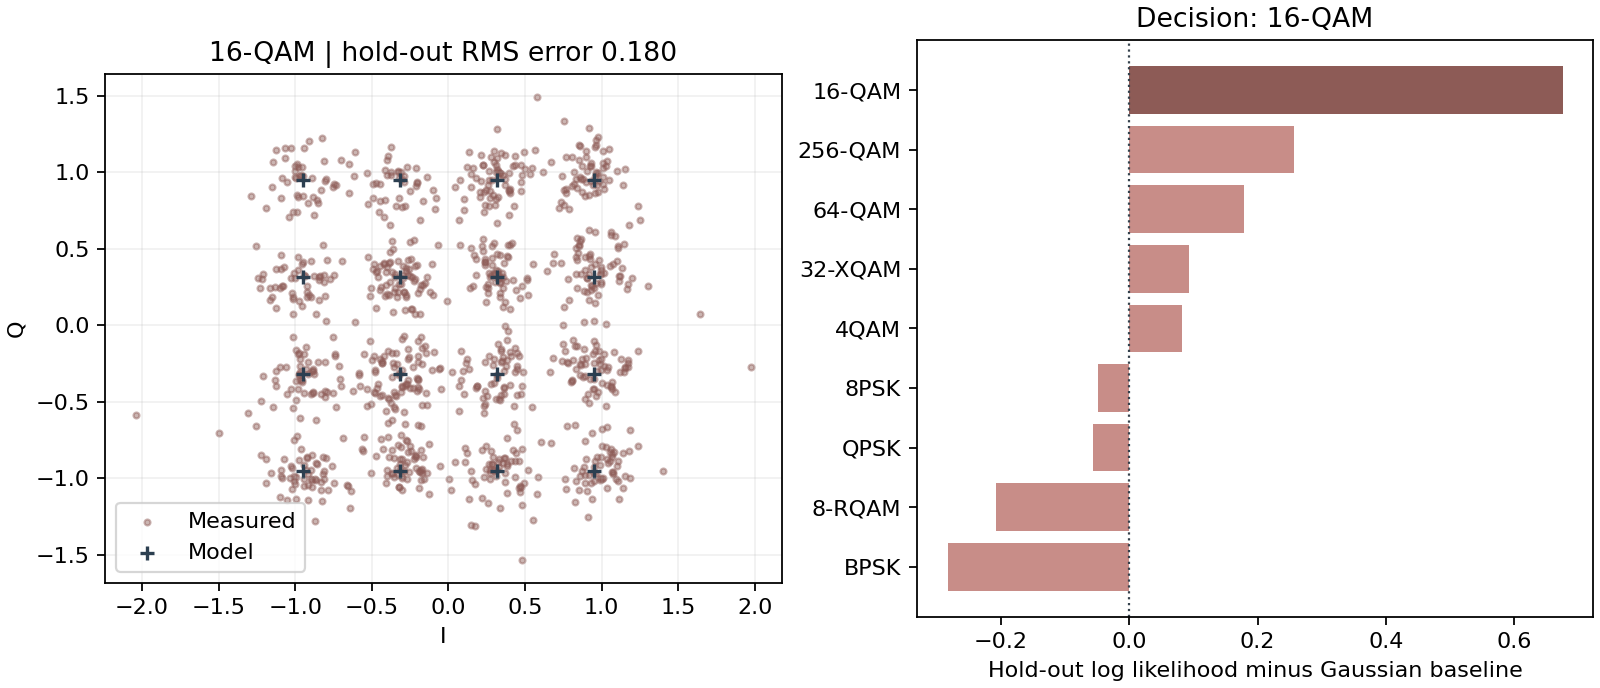 16-QAM | hold-out RMS error 0.180
1.5
1.0
0.5
0.0
−0.5
−1.0
−1.5
Q
Measured
Model
−2.0 −1.5 −1.0 −0.5 0.0 0.5 1.0 1.5 2.0
I
Decision: 16-QAM
16-QAM
256-QAM
64-QAM
32-XQAM
4QAM
8PSK
QPSK
8-RQAM
BPSK
−0.2 0.0 0.2 0.4 0.6
Hold-out log likelihood minus Gaussian baseline